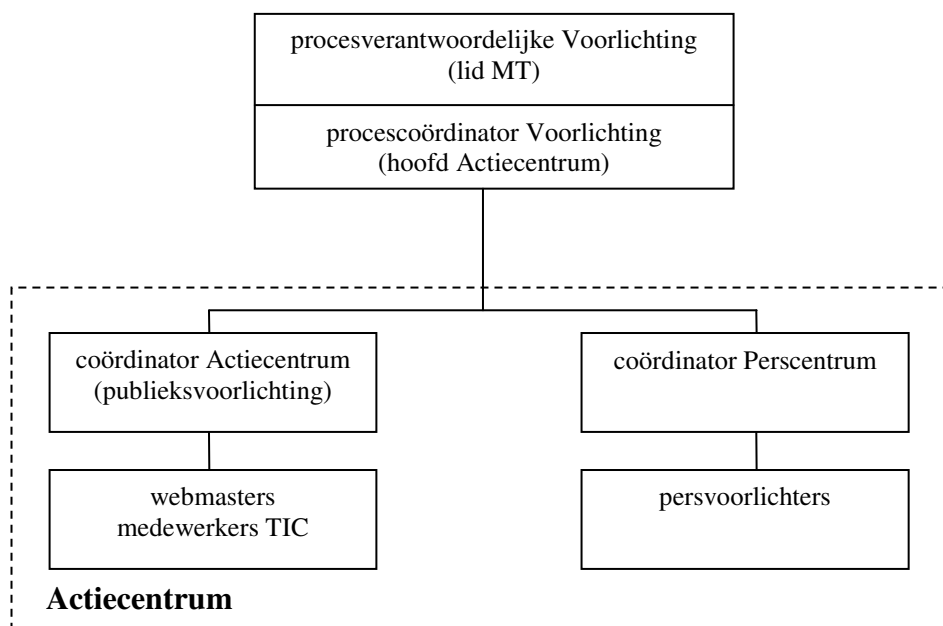 procesverantwoordelijke Voorlichting
(lid MT)
procescoördinator Voorlichting
(hoofd Actiecentrum)
coördinator Actiecentrum
(publieksvoorlichting)
coördinator Perscentrum
webmasters
medewerkers TIC
persvoorlichters
Actiecentrum